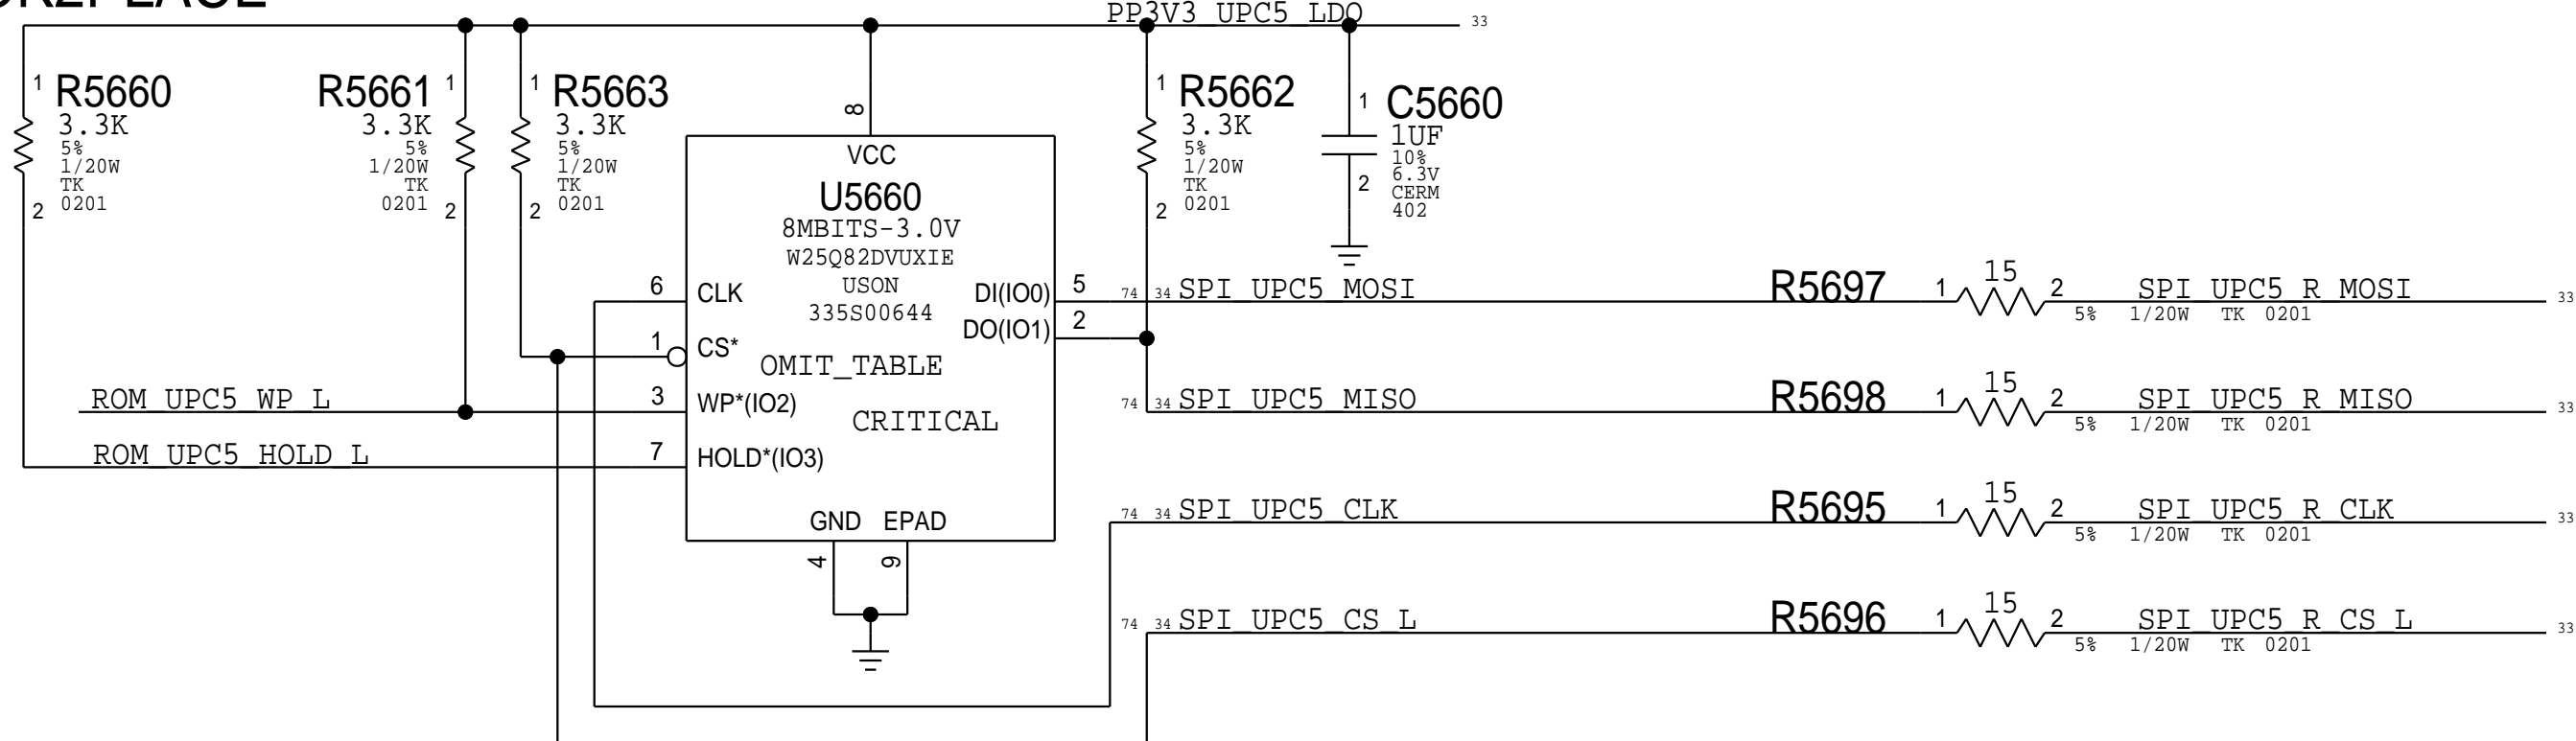 PP3V3_UPC5_LDO 33
1 R5660
3.3K
5%
1/20W
TK
0201
2
R5661 1
3.3K
5%
1/20W
TK
0201 2
1 R5663
3.3K
5%
1/20W
TK
0201
2
8
VCC
U5660
8MBITS-3.0V
W25Q82DVUXIE
USON
335S00644
OMIT_TABLE
CRITICAL
6 CLK
1 CS*
3 WP*(IO2)
7 HOLD*(IO3)
DI(IO0) 5
DO(IO1) 2
GND EPAD
4 9
ROM_UPC5_WP_L
ROM_UPC5_HOLD_L
1 R5662
3.3K
5%
1/20W
TK
0201
2
1 C5660
1UF
10%
6.3V
CERM
402
2
74 34 SPI_UPC5_MOSI R5697 1 15 2 SPI_UPC5_R_MOSI 33
5% 1/20W TK 0201
74 34 SPI_UPC5_MISO R5698 1 15 2 SPI_UPC5_R_MISO 33
5% 1/20W TK 0201
74 34 SPI_UPC5_CLK R5695 1 15 2 SPI_UPC5_R_CLK 33
5% 1/20W TK 0201
74 34 SPI_UPC5_CS_L R5696 1 15 2 SPI_UPC5_R_CS_L 33
5% 1/20W TK 0201